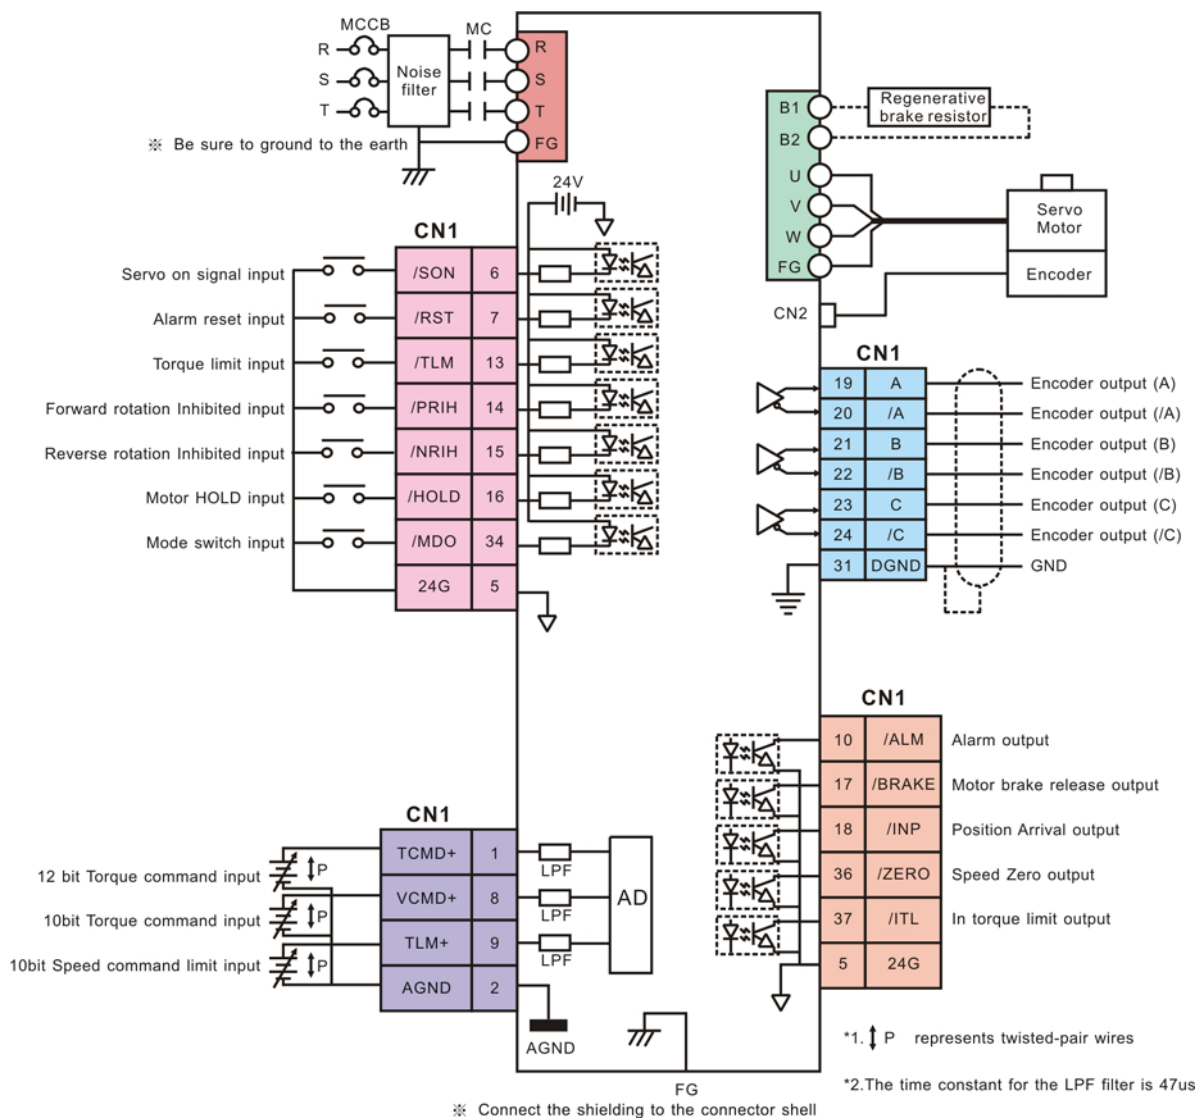 MCCB
MC
R
R
S
Noise
filter
S
T
T
FG
※ Be sure to ground to the earth
24V
B1
Regenerative
brake resistor
B2
U
V
W
FG
Servo
Motor
Encoder
CN2
CN1
Servo on signal input /SON 6
Alarm reset input /RST 7
Torque limit input /TLM 13
Forward rotation Inhibited input /PRIH 14
Reverse rotation Inhibited input /NRIH 15
Motor HOLD input /HOLD 16
Mode switch input /MDO 34
24G 5
CN1
19 A Encoder output (A)
20 /A Encoder output (/A)
21 B Encoder output (B)
22 /B Encoder output (/B)
23 C Encoder output (C)
24 /C Encoder output (/C)
31 DGND GND
CN1
10 /ALM Alarm output
17 /BRAKE Motor brake release output
18 /INP Position Arrival output
36 /ZERO Speed Zero output
37 /ITL In torque limit output
5 24G
CN1
12 bit Torque command input P TCMD+ 1 LPF
10bit Torque command input P VCMD+ 8 LPF
10bit Speed command limit input P TLM+ 9 LPF
AGND 2
AD
AGND
FG
*1. P represents twisted-pair wires
*2.The time constant for the LPF filter is 47us
※ Connect the shielding to the connector shell